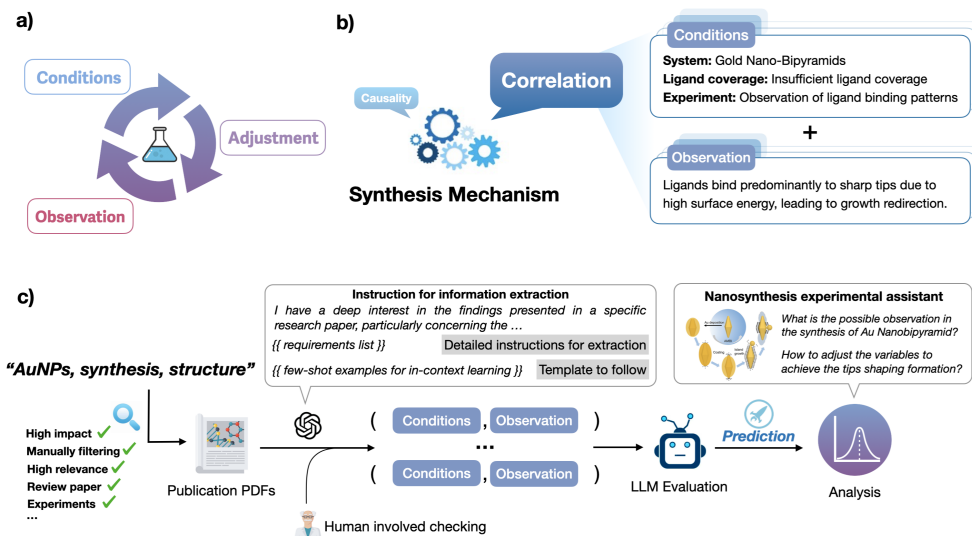 a)
Conditions
Adjustment
Observation
b)
Causality
Correlation
Synthesis Mechanism
Conditions
System: Gold Nano-Bipyramids
Ligand coverage: Insufficient ligand coverage
Experiment: Observation of ligand binding patterns
+
Observation
Ligands bind predominantly to sharp tips due to
high surface energy, leading to growth redirection.
c)
“AuNPs, synthesis, structure”
High impact
Manually filtering
High relevance
Review paper
Experiments
...
Publication PDFs
Instruction for information extraction
I have a deep interest in the findings presented in a specific
research paper, particularly concerning the ...
{{ requirements list }} Detailed instructions for extraction
{{ few-shot examples for in-context learning }} Template to follow
Human involved checking
( Conditions , Observation )
...
( Conditions , Observation )
LLM Evaluation
Prediction
Nanosynthesis experimental assistant
What is the possible observation in
the synthesis of Au Nanobipyramid?
How to adjust the variables to
achieve the tips shaping formation?
Analysis